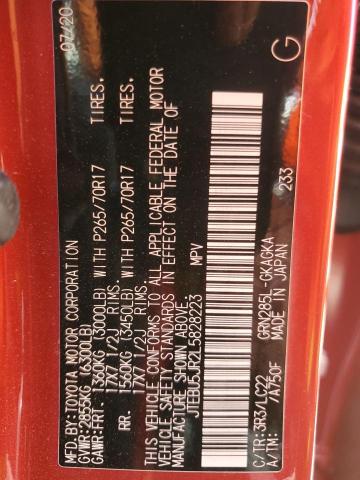 MFD.BY:TOYOTA MOTOR CORPORATION 07/20
GVWR:2855KG(6300LB)
GAWR:FRT. 1360KG(3000LB) WITH P265/70R17 TIRES,
17X7 1/2J RIMS.
RR. 1560KG(3450LB) WITH P265/70R17 TIRES,
17X7 1/2J RIMS.
THIS VEHICLE CONFORMS TO ALL APPLICABLE FEDERAL MOTOR
VEHICLE SAFETY STANDARDS IN EFFECT ON THE DATE OF
MANUFACTURE SHOWN ABOVE.
JTEBU5JR2L5828223 MPV
G
233
C/TR:3R3/LC22 GRN285L-GKAGKA
A/TM: /A750F MADE IN JAPAN